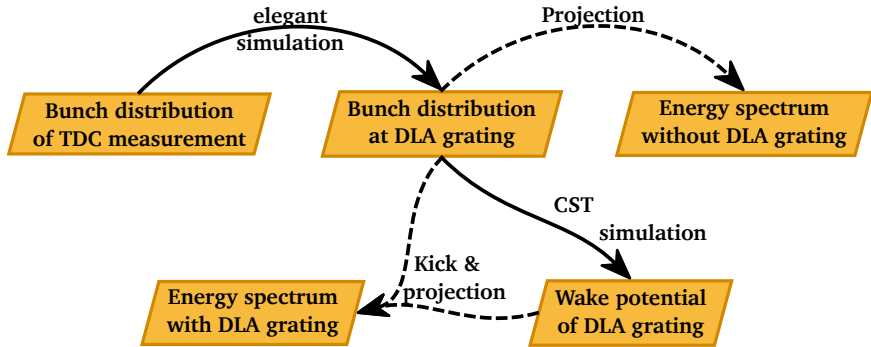 elegant
simulation
Projection
Bunch distribution
of TDC measurement
Bunch distribution
at DLA grating
Energy spectrum
without DLA grating
CST
simulation
Kick &
projection
Energy spectrum
with DLA grating
Wake potential
of DLA grating